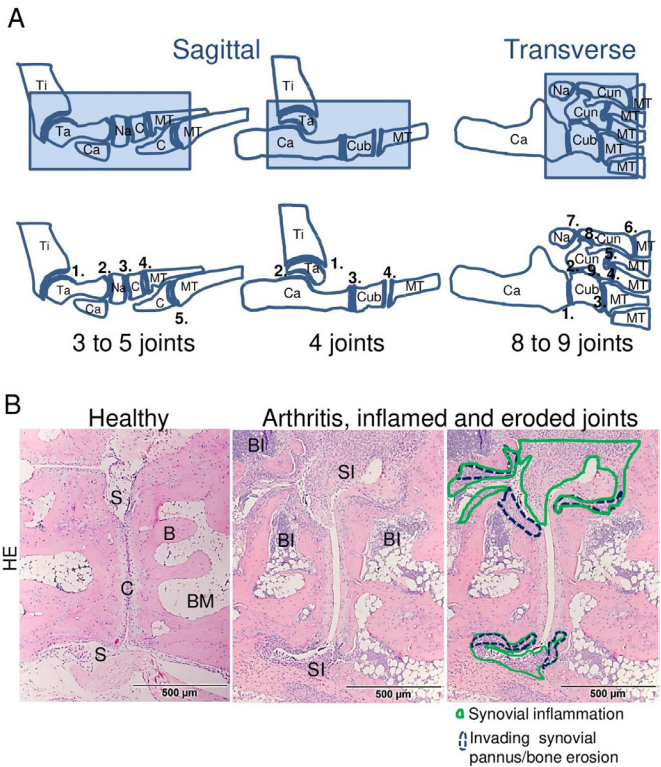 A
Sagittal
Transverse
Ti
Ta
Ca
Na
C
MT
C
MT
Ta
Ca
Cub
MT
Na
Cun
MT
Cun
MT
Ca
Cub
MT
MT
Ti
1.
2.
3.
4.
MT
Ta
Na
C
MT
Ca
C
5.
Ti
2.
Ta
1.
3.
4.
Ca
Cub
MT
7.
6.
Na
8.
Cun
MT
Cun
5.
MT
2.
9.
4.
Ca
Cub
3.
MT
1.
MT
3 to 5 joints
4 joints
8 to 9 joints
B
Healthy
Arthritis, inflamed and eroded joints
HE
S
B
C
BM
S
500 µm
BI
SI
BI
BI
SI
500 µm
500 µm
Synovial inflammation
Invading synovial
pannus/bone erosion